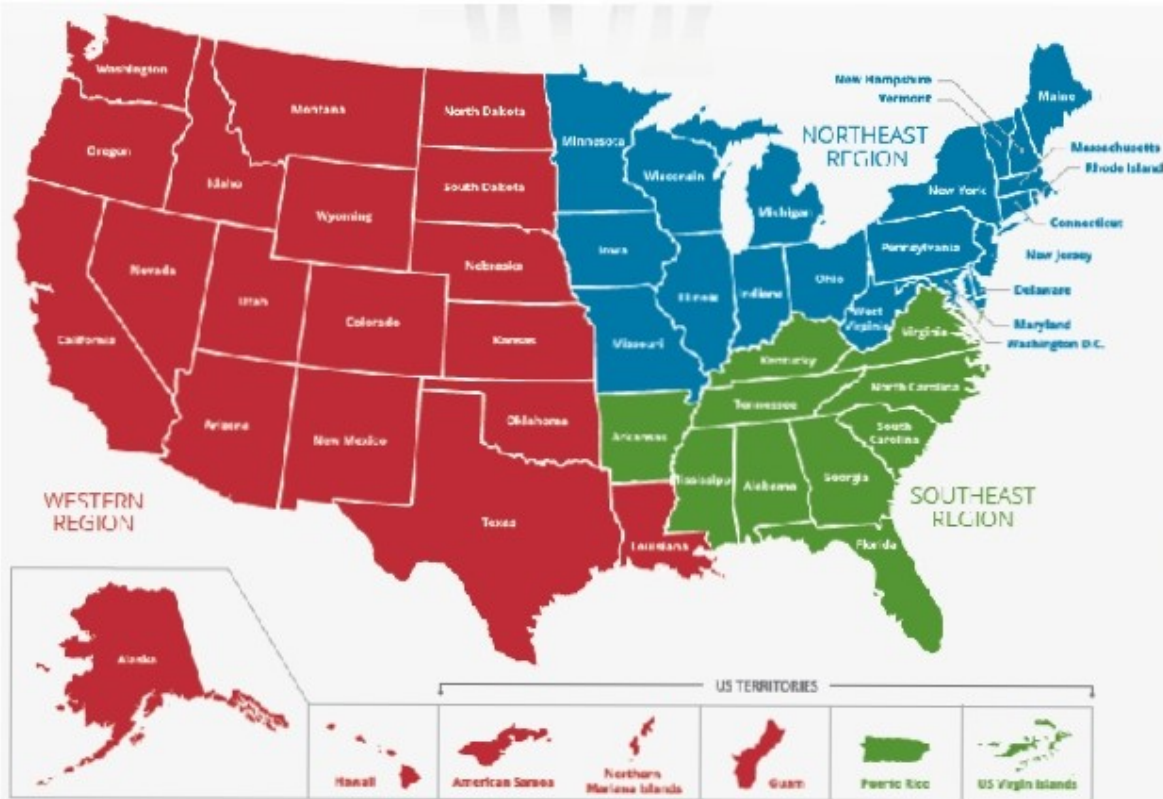 Washington
Montana
North Dakota
Minnesota
Oregon
Idaho
Wyoming
South Dakota
Wisconsin
Michigan
NORTHEAST
REGION
New Hampshire
Vermont
Maine
Massachusetts
Rhode Island
New York
Connecticut
Pennsylvania
New Jersey
Delaware
Maryland
Washington D.C.
Nevada
Utah
Colorado
Nebraska
Iowa
Illinois
Indiana
Ohio
West
Virginia
Virginia
California
Kansas
Missouri
Kentucky
Arizona
New Mexico
Oklahoma
Arkansas
Tennessee
North Carolina
South
Carolina
Mississippi
Alabama
Georgia
SOUTHEAST
REGION
WESTERN
REGION
Texas
Louisiana
Florida
Alaska
US TERRITORIES
Hawaii
American Samoa
Northern
Mariana Islands
Guam
Puerto Rico
US Virgin Islands